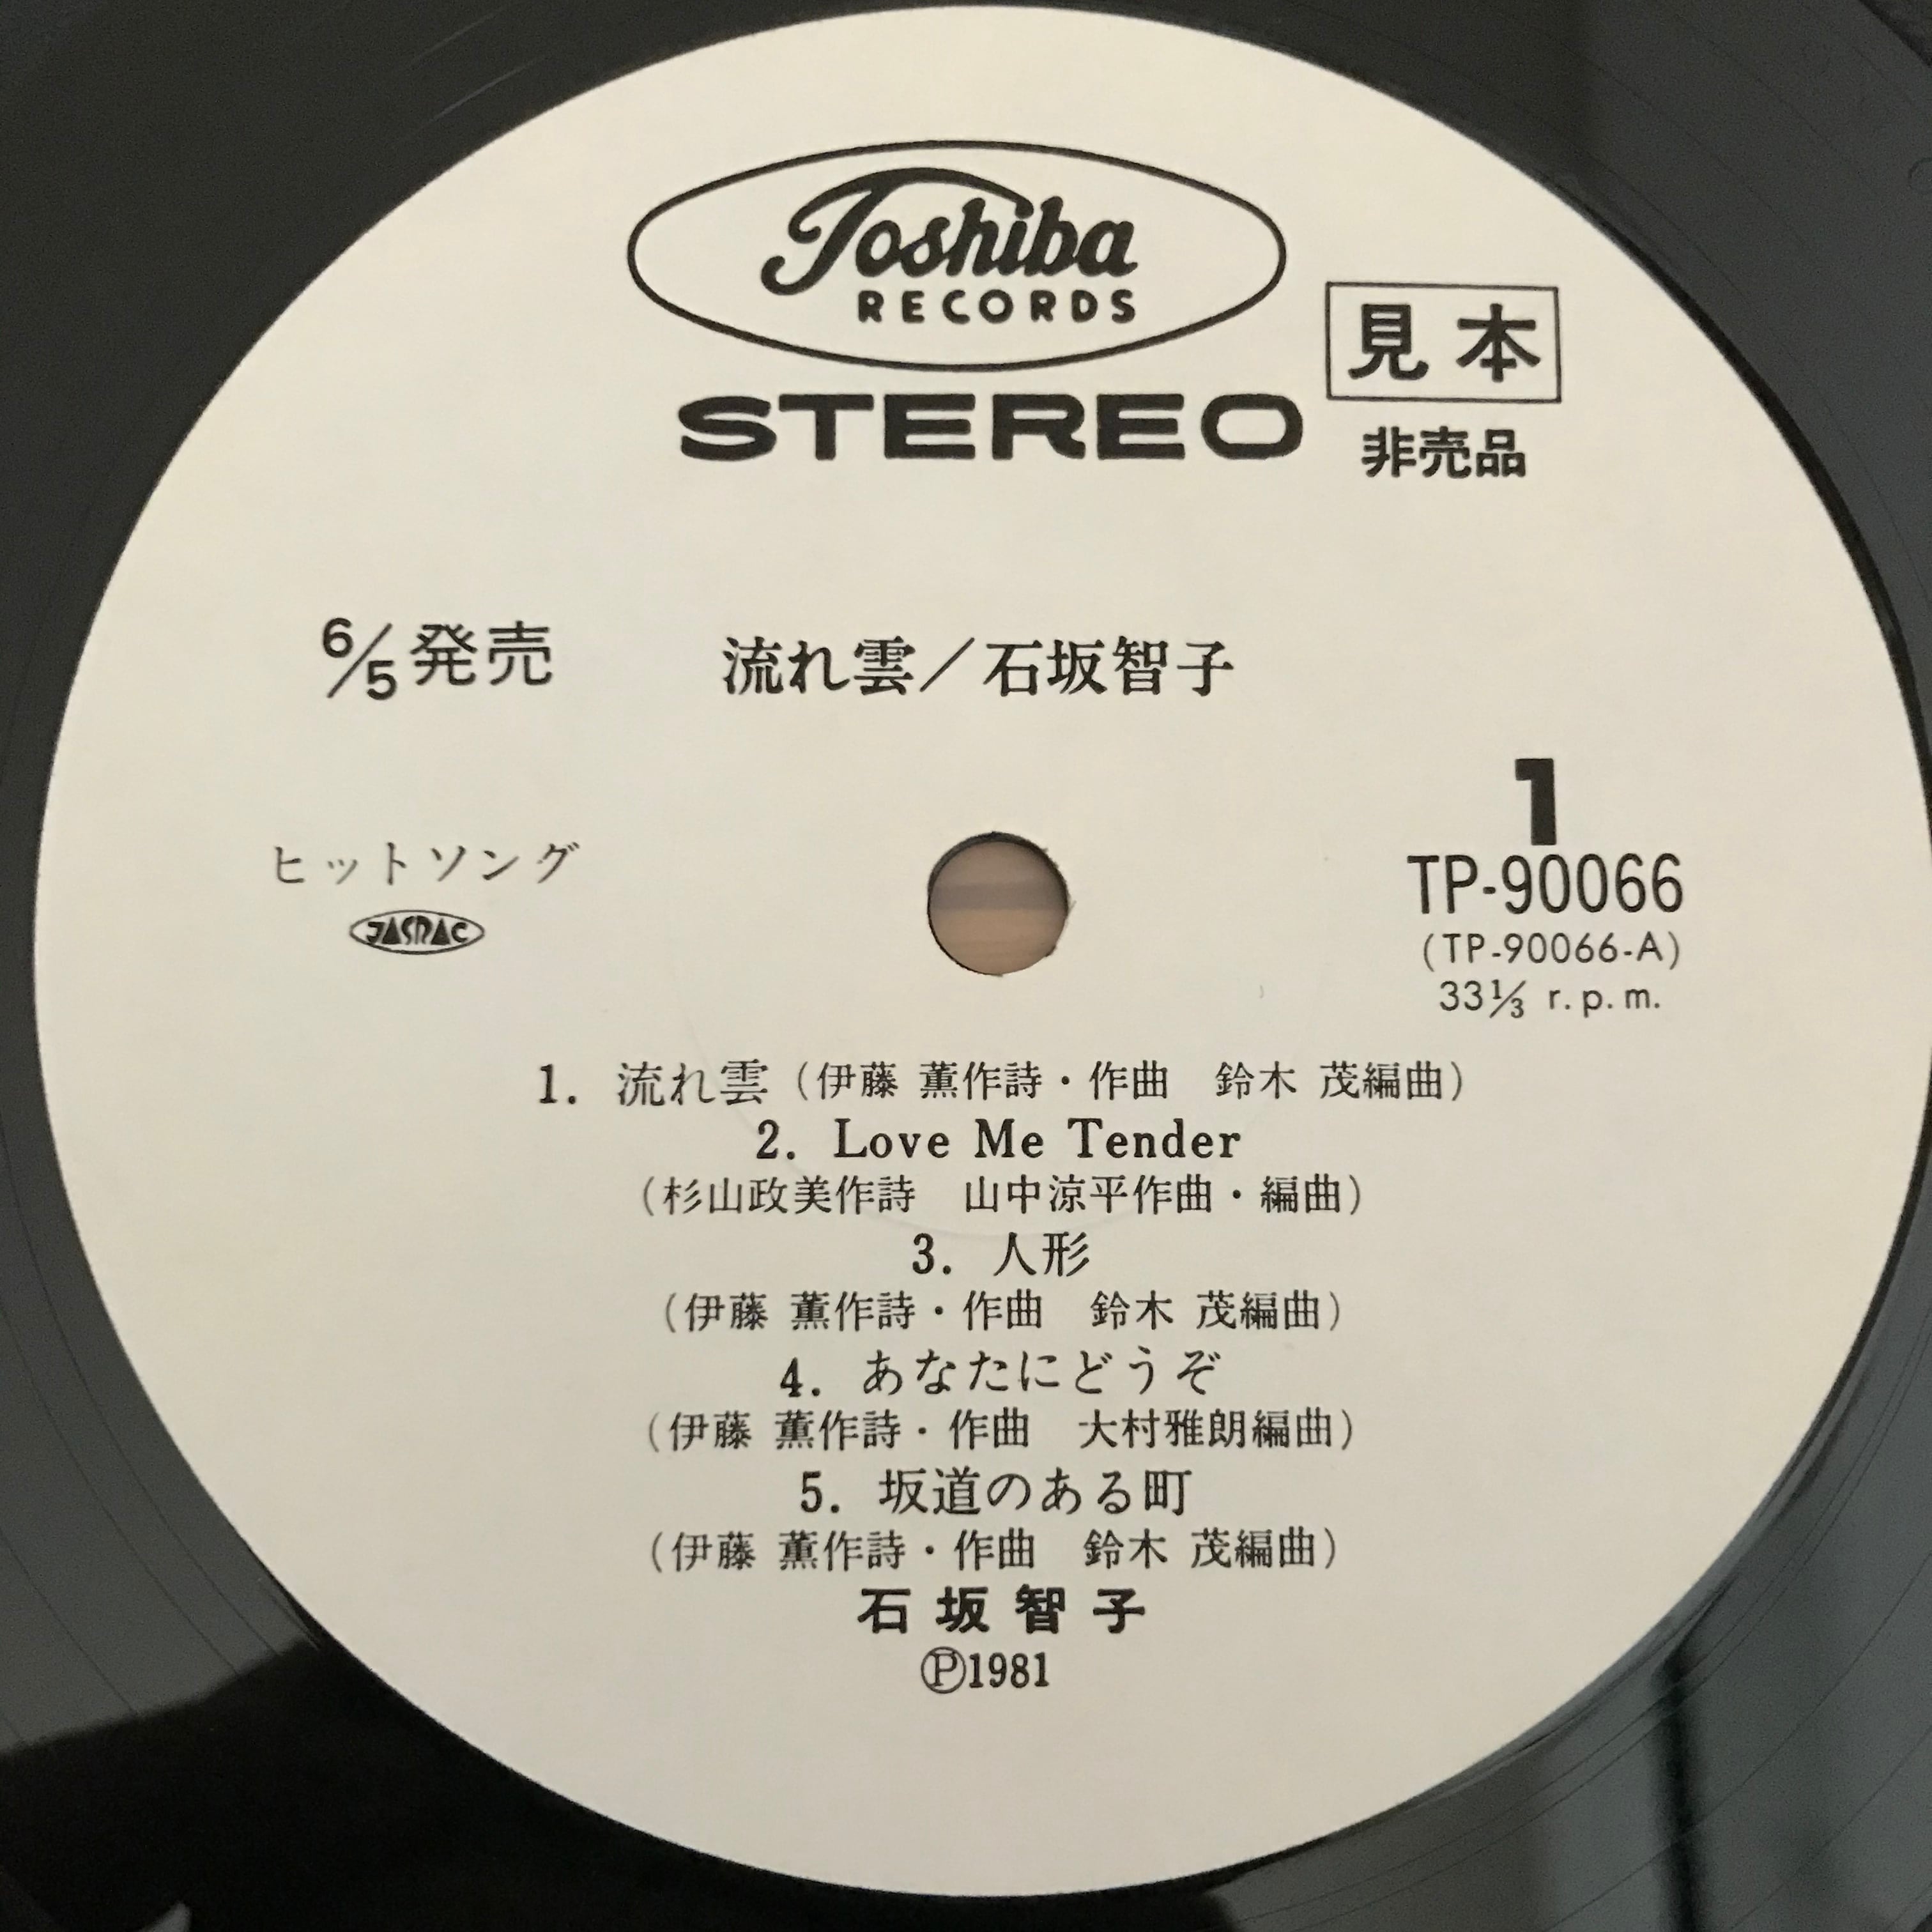 Toshiba
RECORDS
STEREO
見本
非売品
6/5発売
流れ雲／石坂智子
ヒットソング
JASRAC
1
TP-90066
(TP-90066-A)
33⅓ r.p.m.
1. 流れ雲（伊藤 薫作詩・作曲　鈴木 茂編曲）
2. Love Me Tender
（杉山政美作詩　山中涼平作曲・編曲）
3. 人形
（伊藤 薫作詩・作曲　鈴木 茂編曲）
4. あなたにどうぞ
（伊藤 薫作詩・作曲　大村雅朗編曲）
5. 坂道のある町
（伊藤 薫作詩・作曲　鈴木 茂編曲）
石坂智子
Ⓟ1981